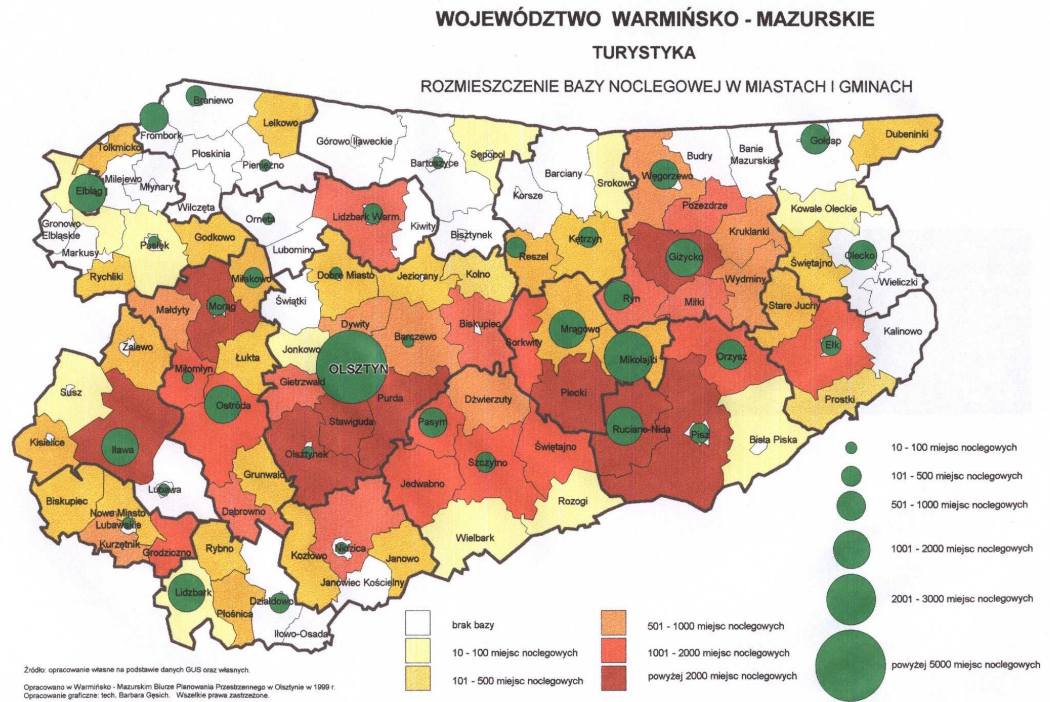 WOJEWÓDZTWO WARMIŃSKO - MAZURSKIE
TURYSTYKA
ROZMIESZCZENIE BAZY NOCLEGOWEJ W MIASTACH I GMINACH
Braniewo
Frombork
Lelkowo
Tolkmicko
Płoskinia
Pieniężno
Górowo Iławeckie
Bartoszyce
Sępopol
Barciany
Srokowo
Korsze
Węgorzewo
Budry
Banie
Mazurskie
Gołdap
Dubeninki
Elbląg
Milejewo
Młynary
Wilczęta
Orneta
Lidzbark Warm.
Kiwity
Bisztynek
Pozezdrze
Kruklanki
Kowale Oleckie
Gronowo
Elbląskie
Markusy
Pasłęk
Godkowo
Lubomino
Reszel
Kętrzyn
Giżycko
Świętajno
Olecko
Wieliczki
Rychliki
Miłakowo
Dobre Miasto
Jeziorany
Kolno
Ryn
Miłki
Wydminy
Stare Juchy
Małdyty
Morąg
Świątki
Dywity
Barczewo
Biskupiec
Sorkwity
Mrągowo
Mikołajki
Orzysz
Ełk
Kalinowo
Zalewo
Łukta
Jonkowo
OLSZTYN
Miłomłyn
Gietrzwałd
Purda
Dźwierzuty
Piecki
Prostki
Susz
Ostróda
Stawiguda
Pasym
Ruciane-Nida
Pisz
Biała Piska
Kisielice
Iława
Olsztynek
Szczytno
Świętajno
Lubawa
Grunwald
Jedwabno
Rozogi
Biskupiec
Nowe Miasto
Lubawskie
Dąbrowno
Wielbark
Kurzętnik
Grodziczno
Rybno
Kozłowo
Nidzica
Janowo
Janowiec Kościelny
Lidzbark
Płośnica
Działdowo
Iłowo-Osada
10 - 100 miejsc noclegowych
101 - 500 miejsc noclegowych
501 - 1000 miejsc noclegowych
1001 - 2000 miejsc noclegowych
2001 - 3000 miejsc noclegowych
powyżej 5000 miejsc noclegowych
brak bazy
10 - 100 miejsc noclegowych
101 - 500 miejsc noclegowych
501 - 1000 miejsc noclegowych
1001 - 2000 miejsc noclegowych
powyżej 2000 miejsc noclegowych
Źródło: opracowanie własne na podstawie danych GUS oraz własnych.
Opracowano w Warmińsko - Mazurskim Biurze Planowania Przestrzennego w Olsztynie w 1999 r.
Opracowanie graficzne: tech. Barbara Gęsich. Wszelkie prawa zastrzeżone.